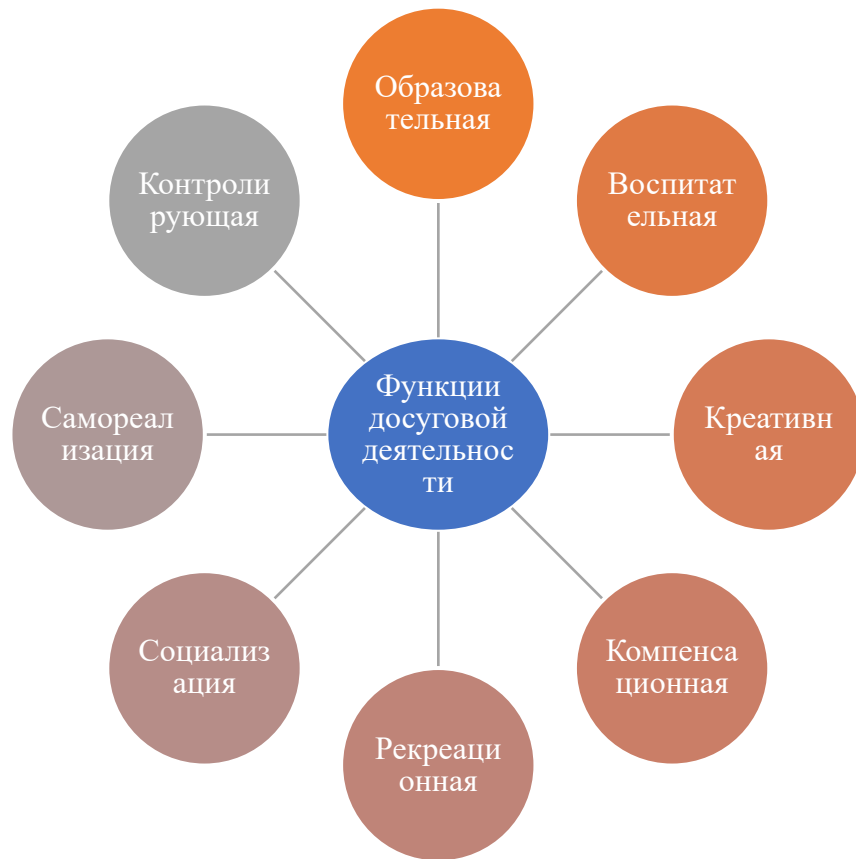 Образова
тельная
Контроли
рующая
Воспитат
ельная
Функции
досуговой
деятельнос
ти
Самореал
изация
Креативн
ая
Социализ
ация
Компенса
ционная
Рекреаци
онная